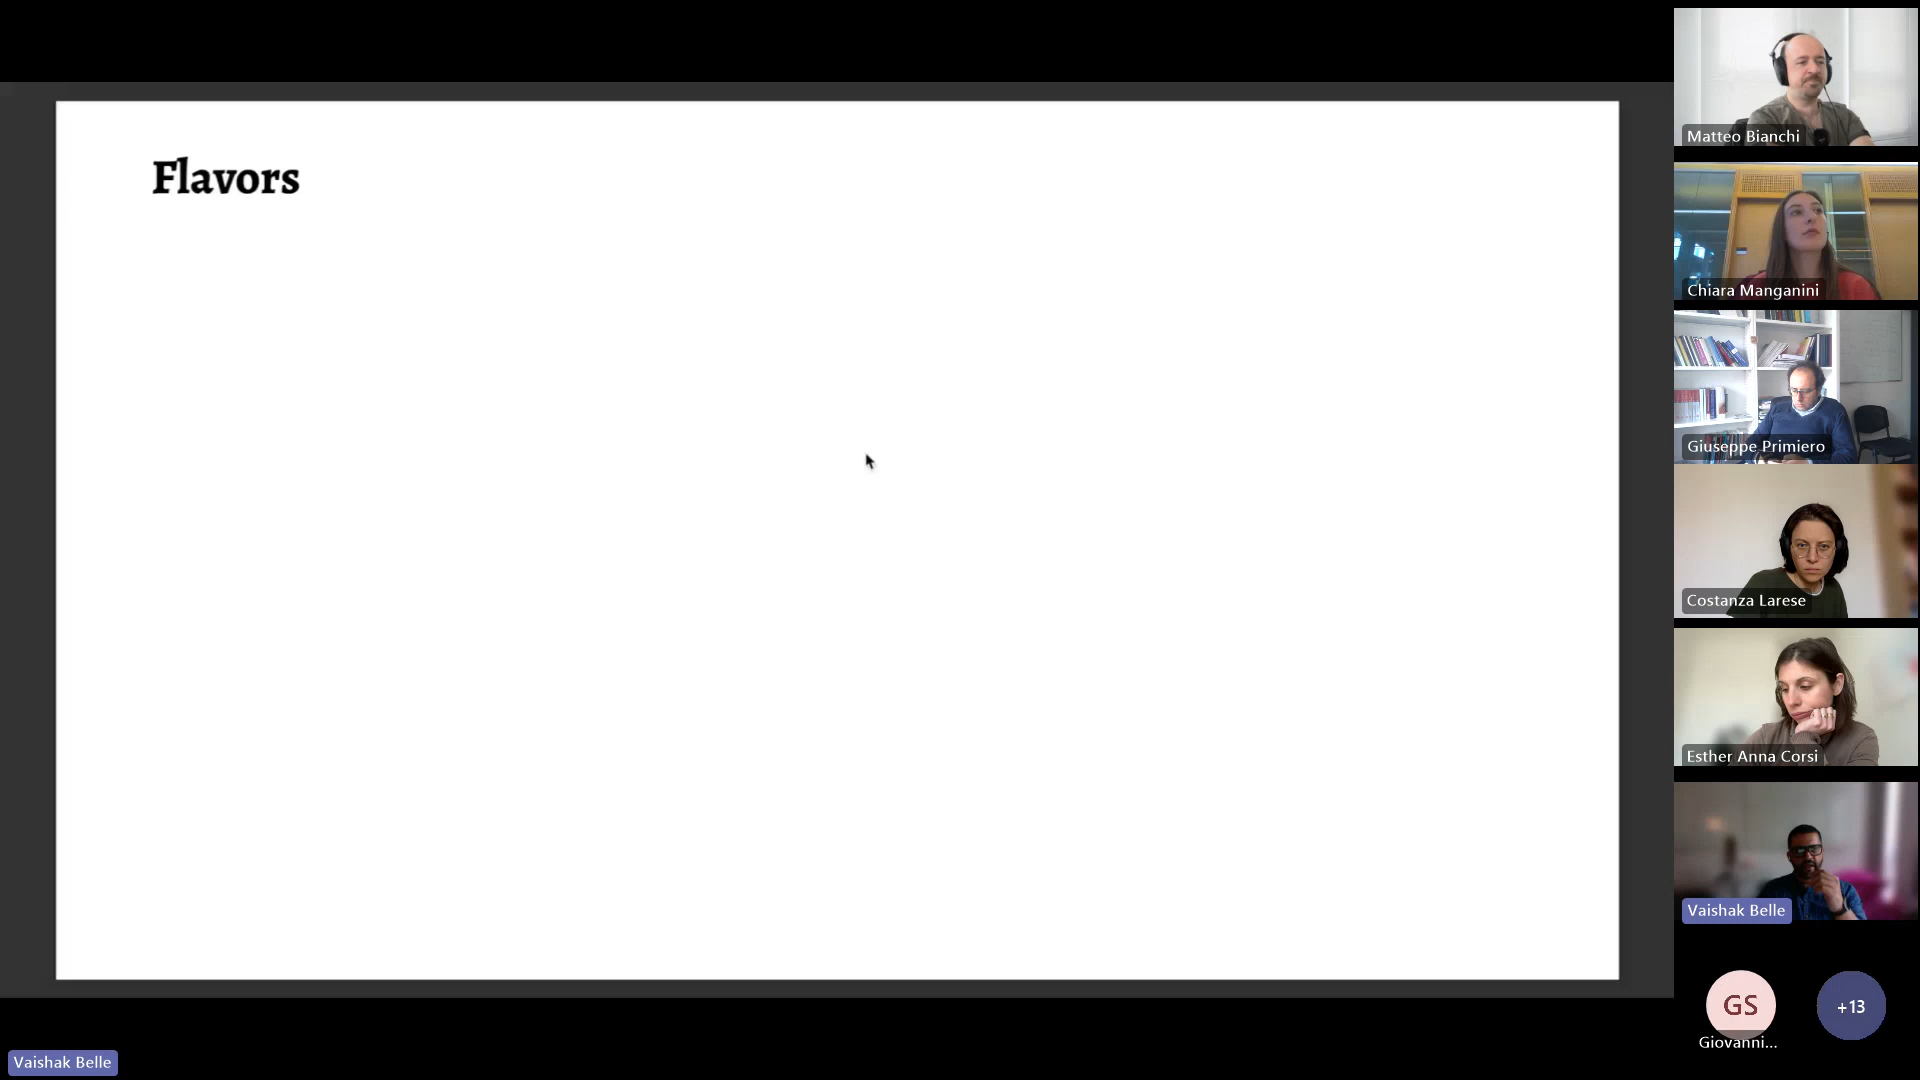 Flavors
Matteo Bianchi
Chiara Manganini
Giuseppe Primiero
Costanza Larese
Esther Anna Corsi
Vaishak Belle
GS
+13
Giovanni...
Vaishak Belle